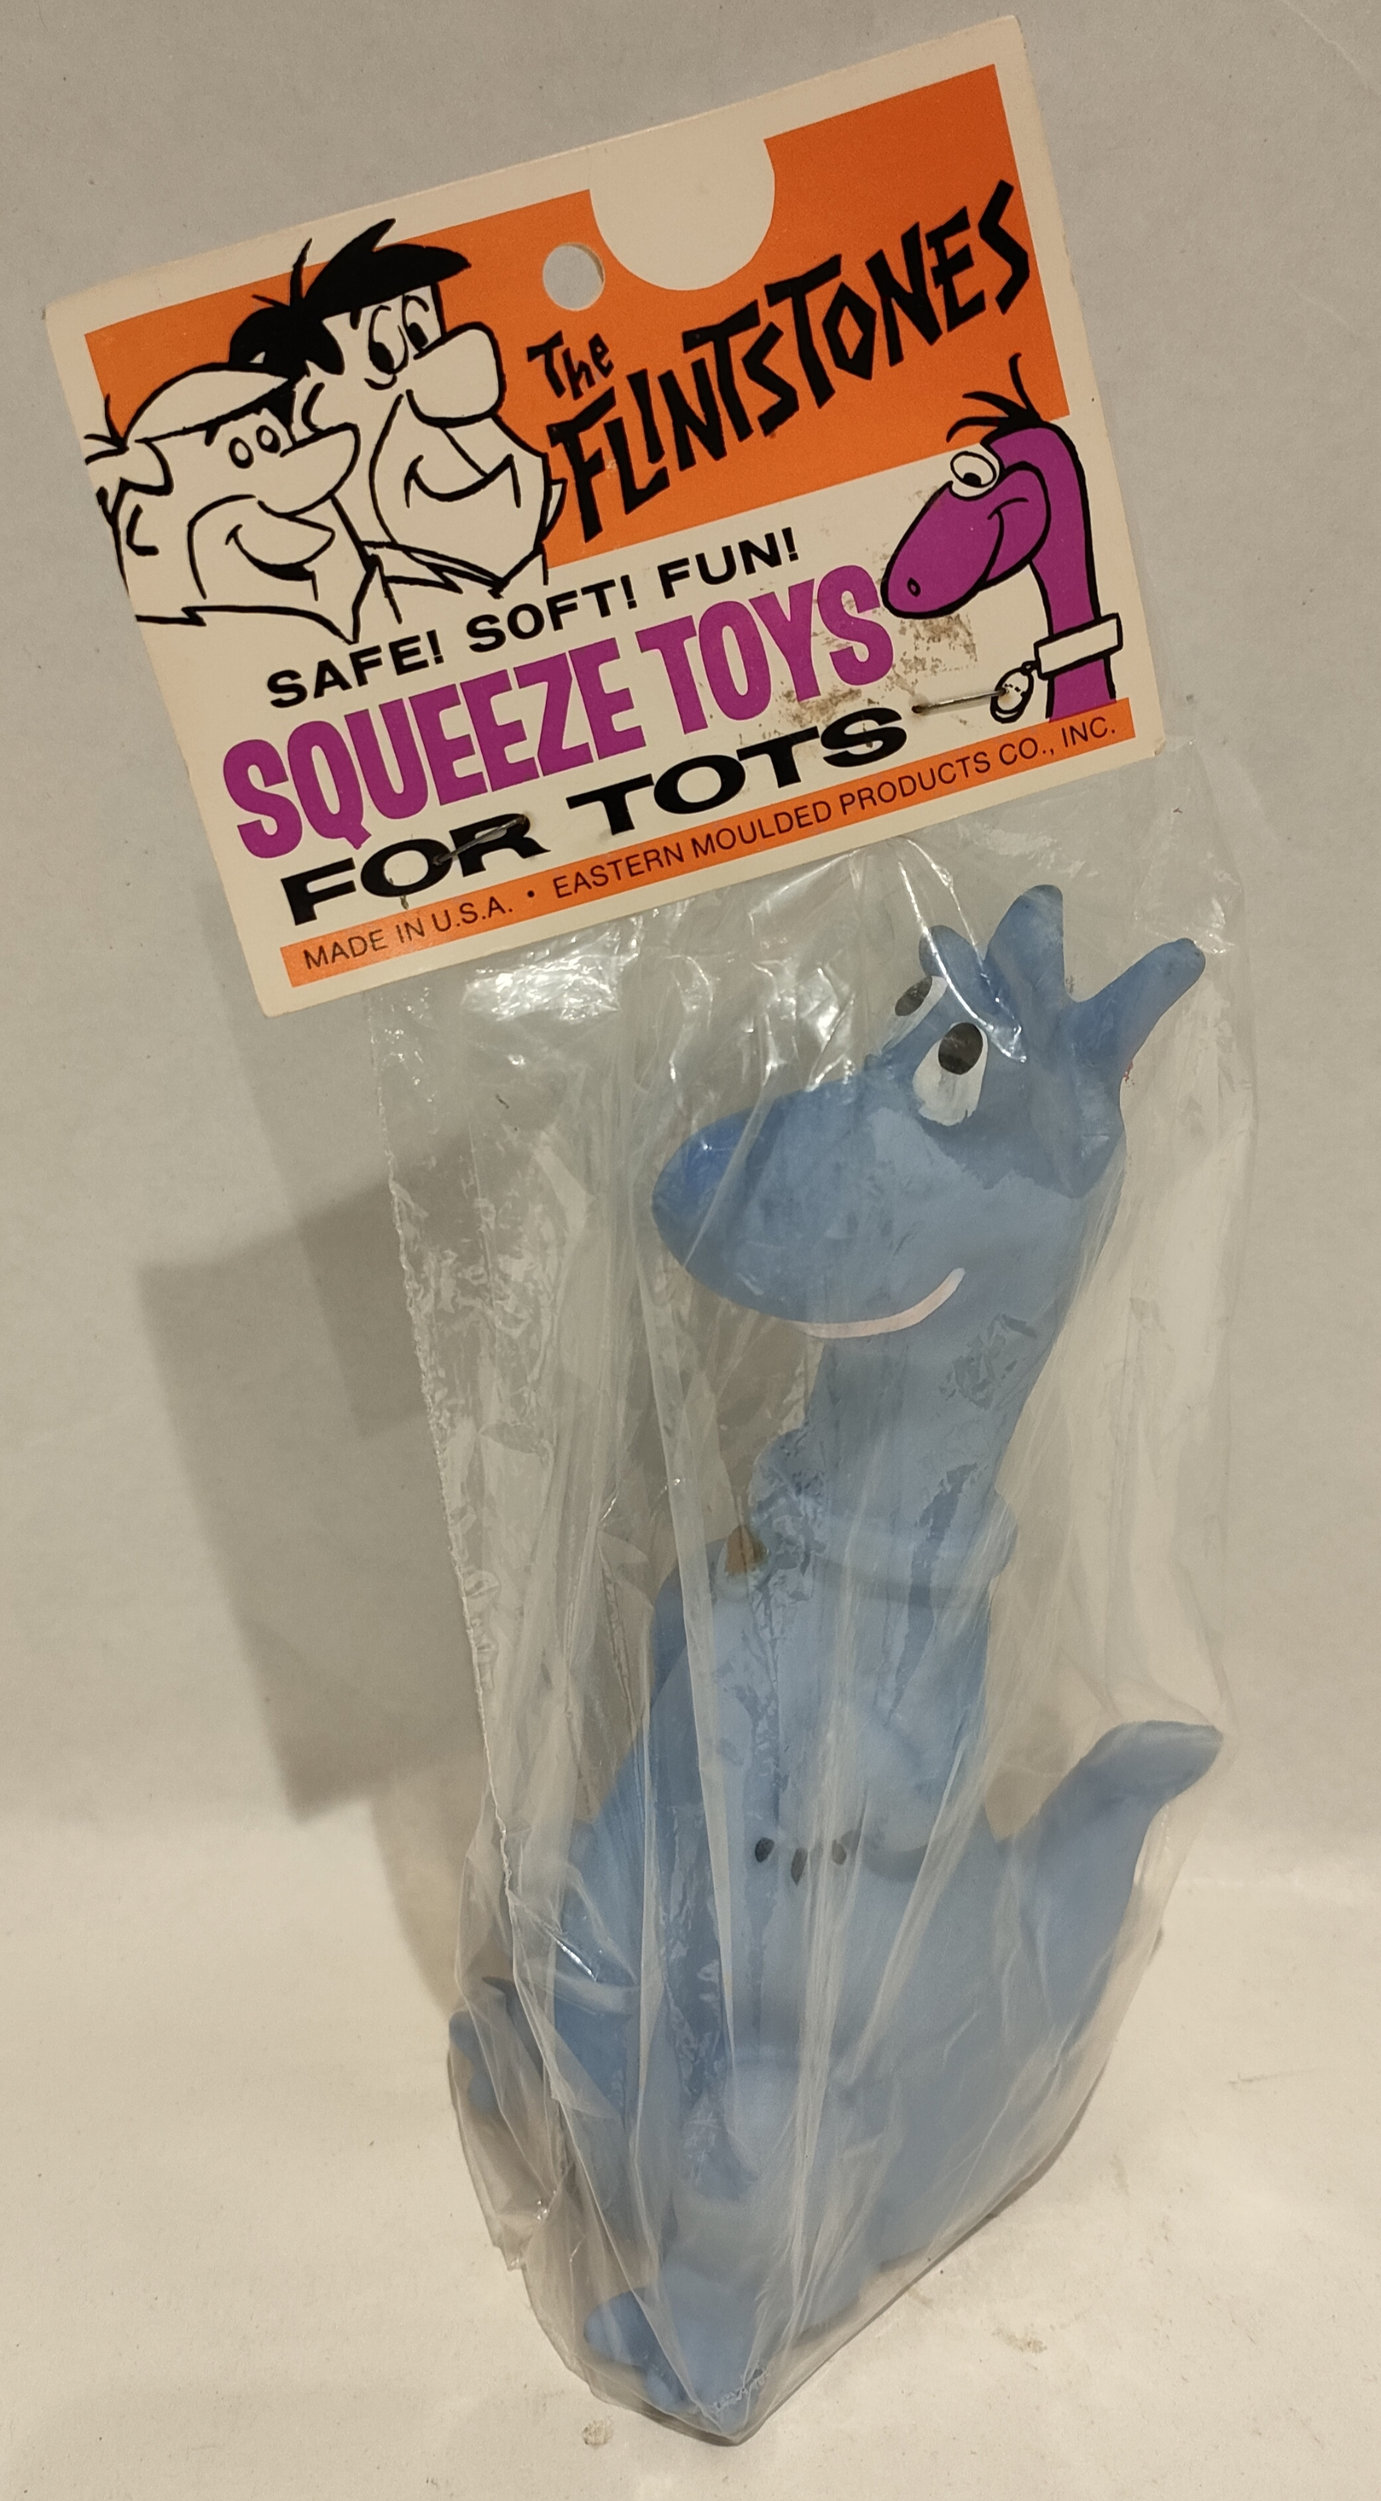 The
FLINTSTONES
SAFE! SOFT! FUN!
SQUEEZE TOYS
FOR TOTS
MADE IN U.S.A. • EASTERN MOULDED PRODUCTS CO., INC.